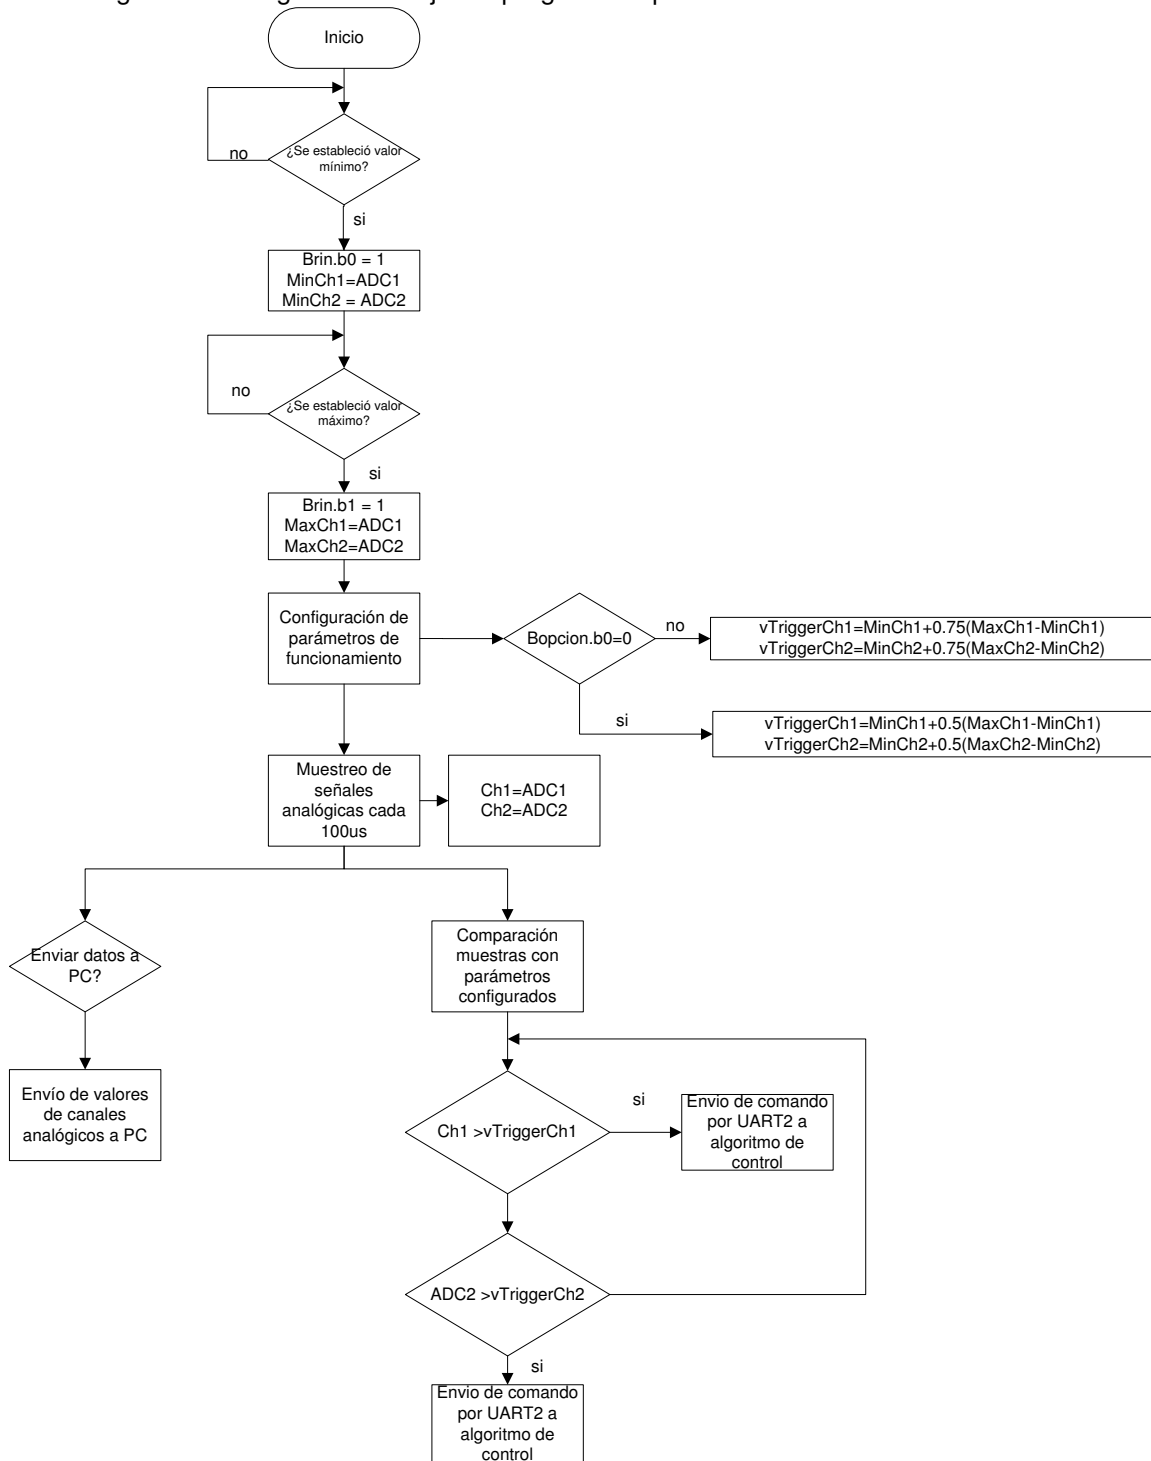 Inicio
¿Se estableció valor
mínimo?
no
si
Brin.b0 = 1
MinCh1=ADC1
MinCh2 = ADC2
no
¿Se estableció valor
máximo?
si
Brin.b1 = 1
MaxCh1=ADC1
MaxCh2=ADC2
Configuración de
parámetros de
funcionamiento
Bopcion.b0=0
no
vTriggerCh1=MinCh1+0.75(MaxCh1-MinCh1)
vTriggerCh2=MinCh2+0.75(MaxCh2-MinCh2)
si
vTriggerCh1=MinCh1+0.5(MaxCh1-MinCh1)
vTriggerCh2=MinCh2+0.5(MaxCh2-MinCh2)
Muestreo de
señales
analógicas cada
100us
Ch1=ADC1
Ch2=ADC2
Enviar datos a
PC?
Envío de valores
de canales
analógicos a PC
Comparación
muestras con
parámetros
configurados
Ch1 >vTriggerCh1
si
Envio de comando
por UART2 a
algoritmo de
control
ADC2 >vTriggerCh2
si
Envio de comando
por UART2 a
algoritmo de
control